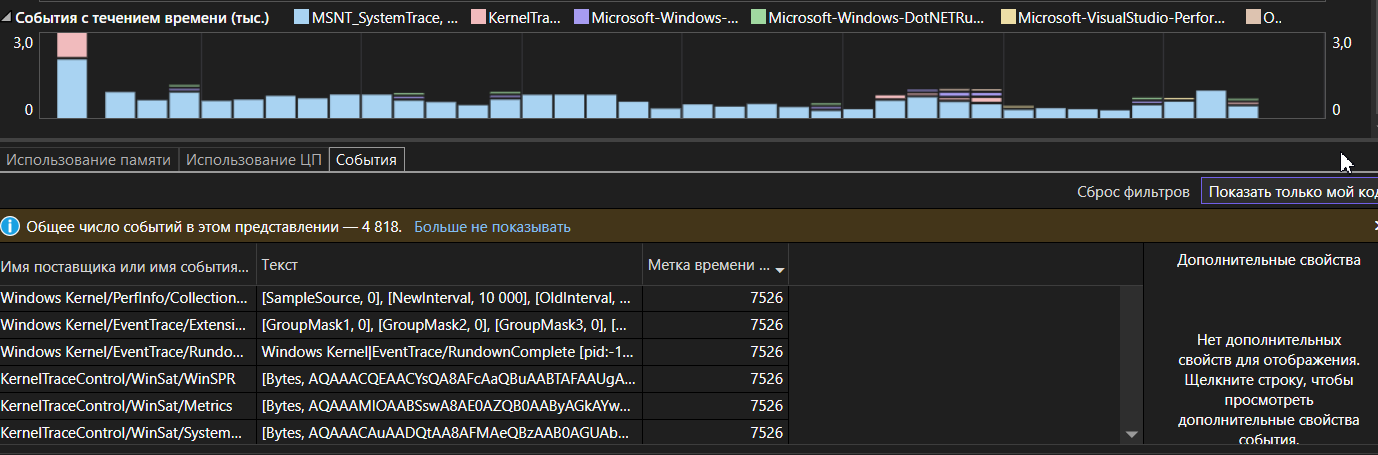 События с течением времени (тыс.) MSNT_SystemTrace, ... KernelTra... Microsoft-Windows-... Microsoft-Windows-DotNETRu... Microsoft-VisualStudio-Perfor... O..
3,0 3,0
0 0
Использование памяти Использование ЦП События
Сброс фильтров Показать только мой код
Общее число событий в этом представлении — 4 818. Больше не показывать
Имя поставщика или имя события... Текст Метка времени ... Дополнительные свойства
Windows Kernel/PerfInfo/Collection... [SampleSource, 0], [NewInterval, 10 000], [OldInterval, ... 7526
Windows Kernel/EventTrace/Extensi... [GroupMask1, 0], [GroupMask2, 0], [GroupMask3, 0], [... 7526
Windows Kernel/EventTrace/Rundo... Windows Kernel|EventTrace/RundownComplete [pid:-1... 7526
KernelTraceControl/WinSat/WinSPR [Bytes, AQAAACQEAACYsQA8AFcAaQBuAABTAFAAUgA... 7526
KernelTraceControl/WinSat/Metrics [Bytes, AQAAAMIOAABSswA8AE0AZQB0AAByAGkAYw... 7526
KernelTraceControl/WinSat/System... [Bytes, AQAAACAuAADQtAA8AFMAeQBzAAB0AGUAb... 7526
Нет дополнительных
свойств для отображения.
Щелкните строку, чтобы
просмотреть
дополнительные свойства
события.